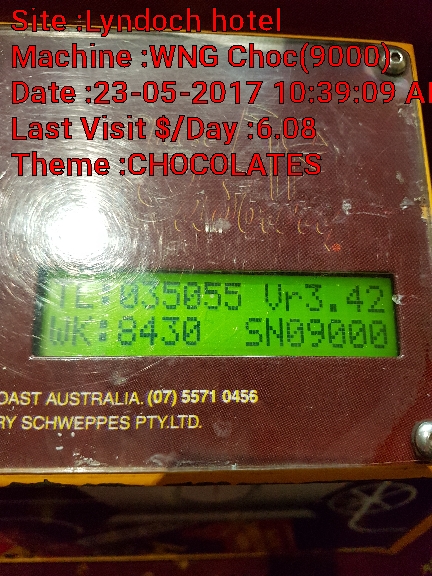 Site :Lyndoch hotel
Machine :WNG Choc(9000)
Date :23-05-2017 10:39:09 A
Last Visit $/Day :6.08
Theme :CHOCOLATES
TL:035055 Vr3.42
WK:8430 SN09000
OAST AUSTRALIA. (07) 5571 0456
RY SCHWEPPES PTY.LTD.